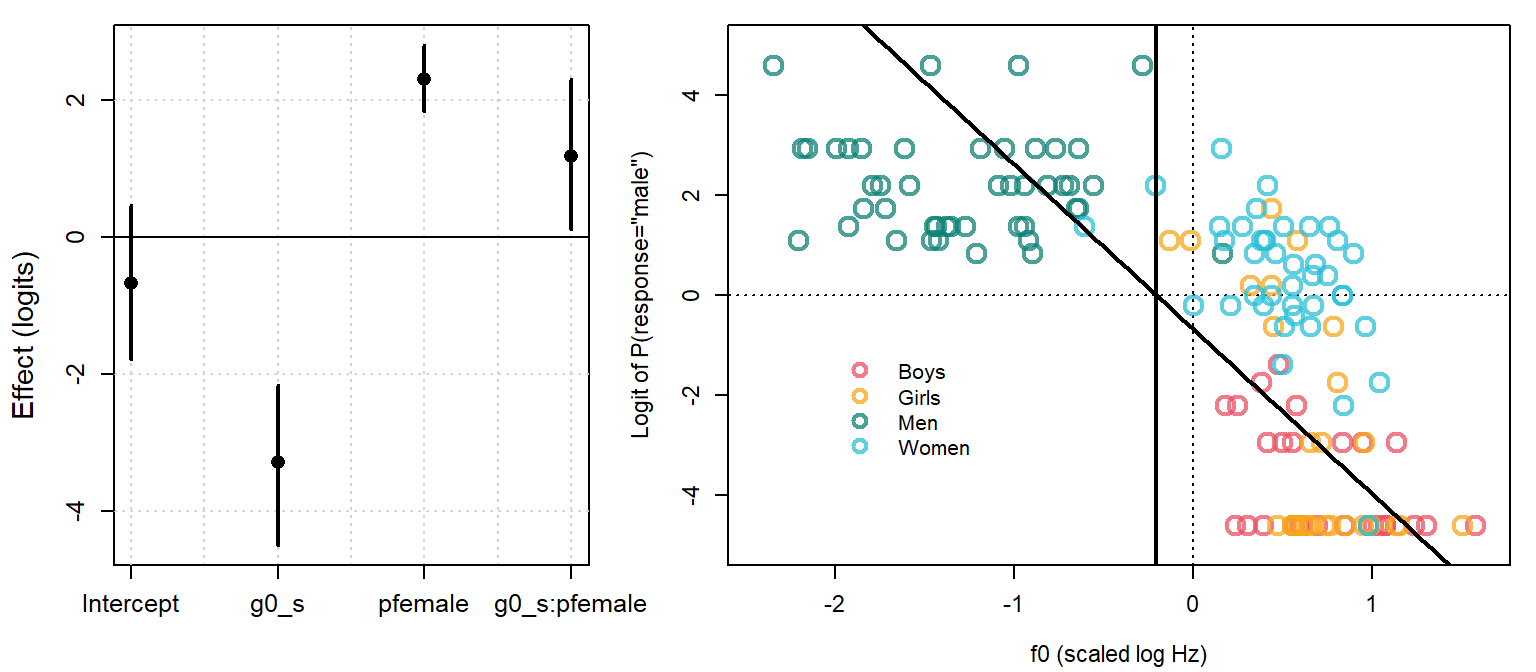 Effect (logits)
2
0
-2
-4
Intercept
g0_s
pfemale
g0_s:pfemale
Logit of P(response="male")
4
2
0
-2
-4
Boys
Girls
Men
Women
-2
-1
0
1
f0 (scaled log Hz)